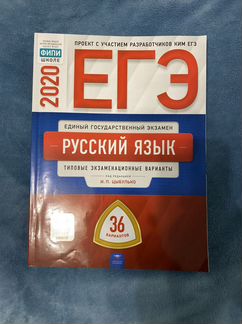 ПРОЕКТ С УЧАСТИЕМ РАЗРАБОТЧИКОВ КИМ ЕГЭ
ФИПИ
ШКОЛЕ
2020
ЕГЭ
ЕДИНЫЙ ГОСУДАРСТВЕННЫЙ ЭКЗАМЕН
РУССКИЙ ЯЗЫК
ТИПОВЫЕ ЭКЗАМЕНАЦИОННЫЕ ВАРИАНТЫ
ПОД РЕДАКЦИЕЙ
И. П. ЦЫБУЛЬКО
36
ВАРИАНТОВ